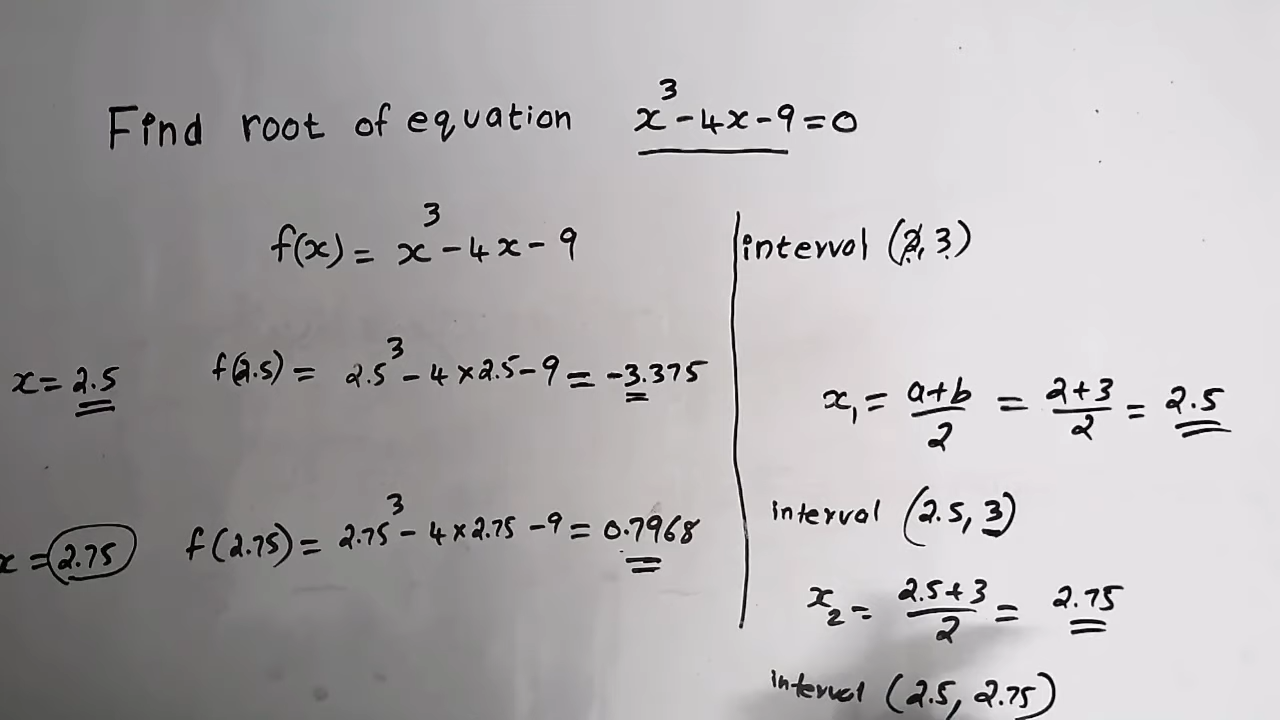 Find root of equation x³-4x-9=0
f(x) = x³-4x-9
x = 2.5 f(2.5) = 2.5³-4×2.5-9 = -3.375
x = 2.75 f(2.75) = 2.75³-4×2.75-9 = 0.7968
interval (2,3)
x₁ = a+b/2 = 2+3/2 = 2.5
interval (2.5, 3)
x₂ = 2.5+3/2 = 2.75
interval (2.5, 2.75)